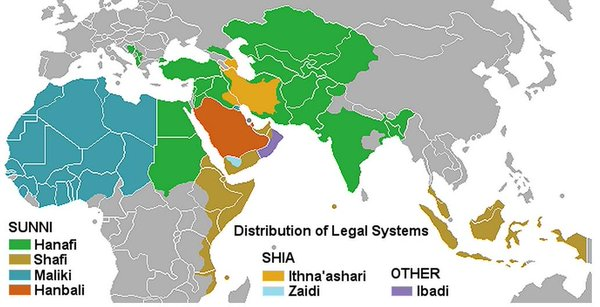 Distribution of Legal Systems
SUNNI
Hanafi
Shafi
Maliki
Hanbali
SHIA
Ithna'ashari
Zaidi
OTHER
Ibadi